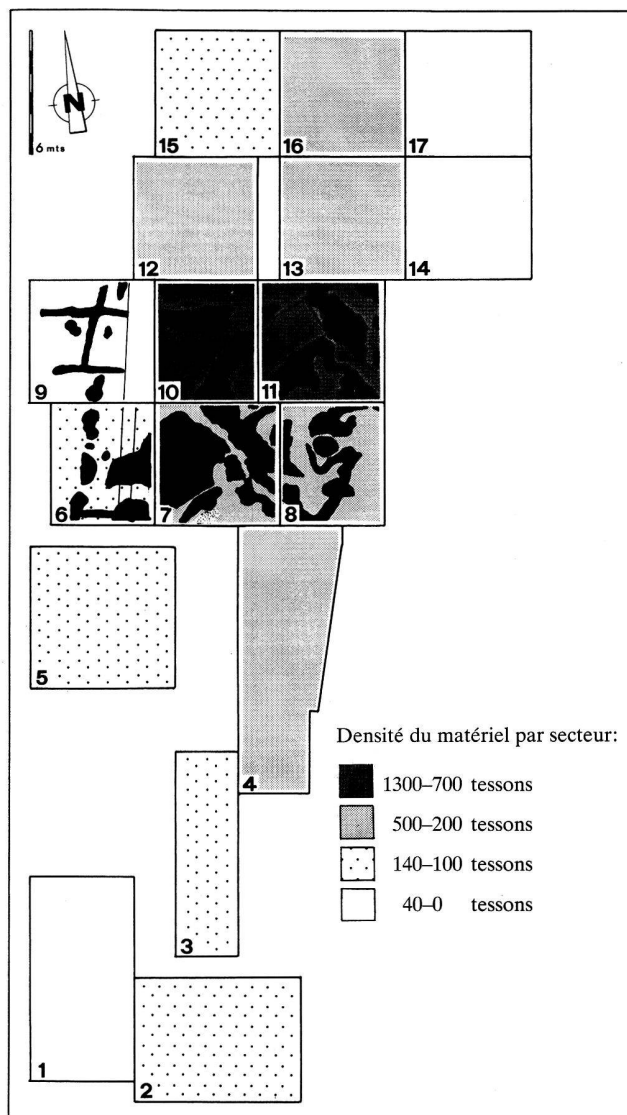 N
6 mts
15
16
17
12
13
14
9
10
11
6
7
8
5
4
Densité du matériel par secteur:
1300–700 tessons
500–200 tessons
140–100 tessons
40–0 tessons
3
1
2